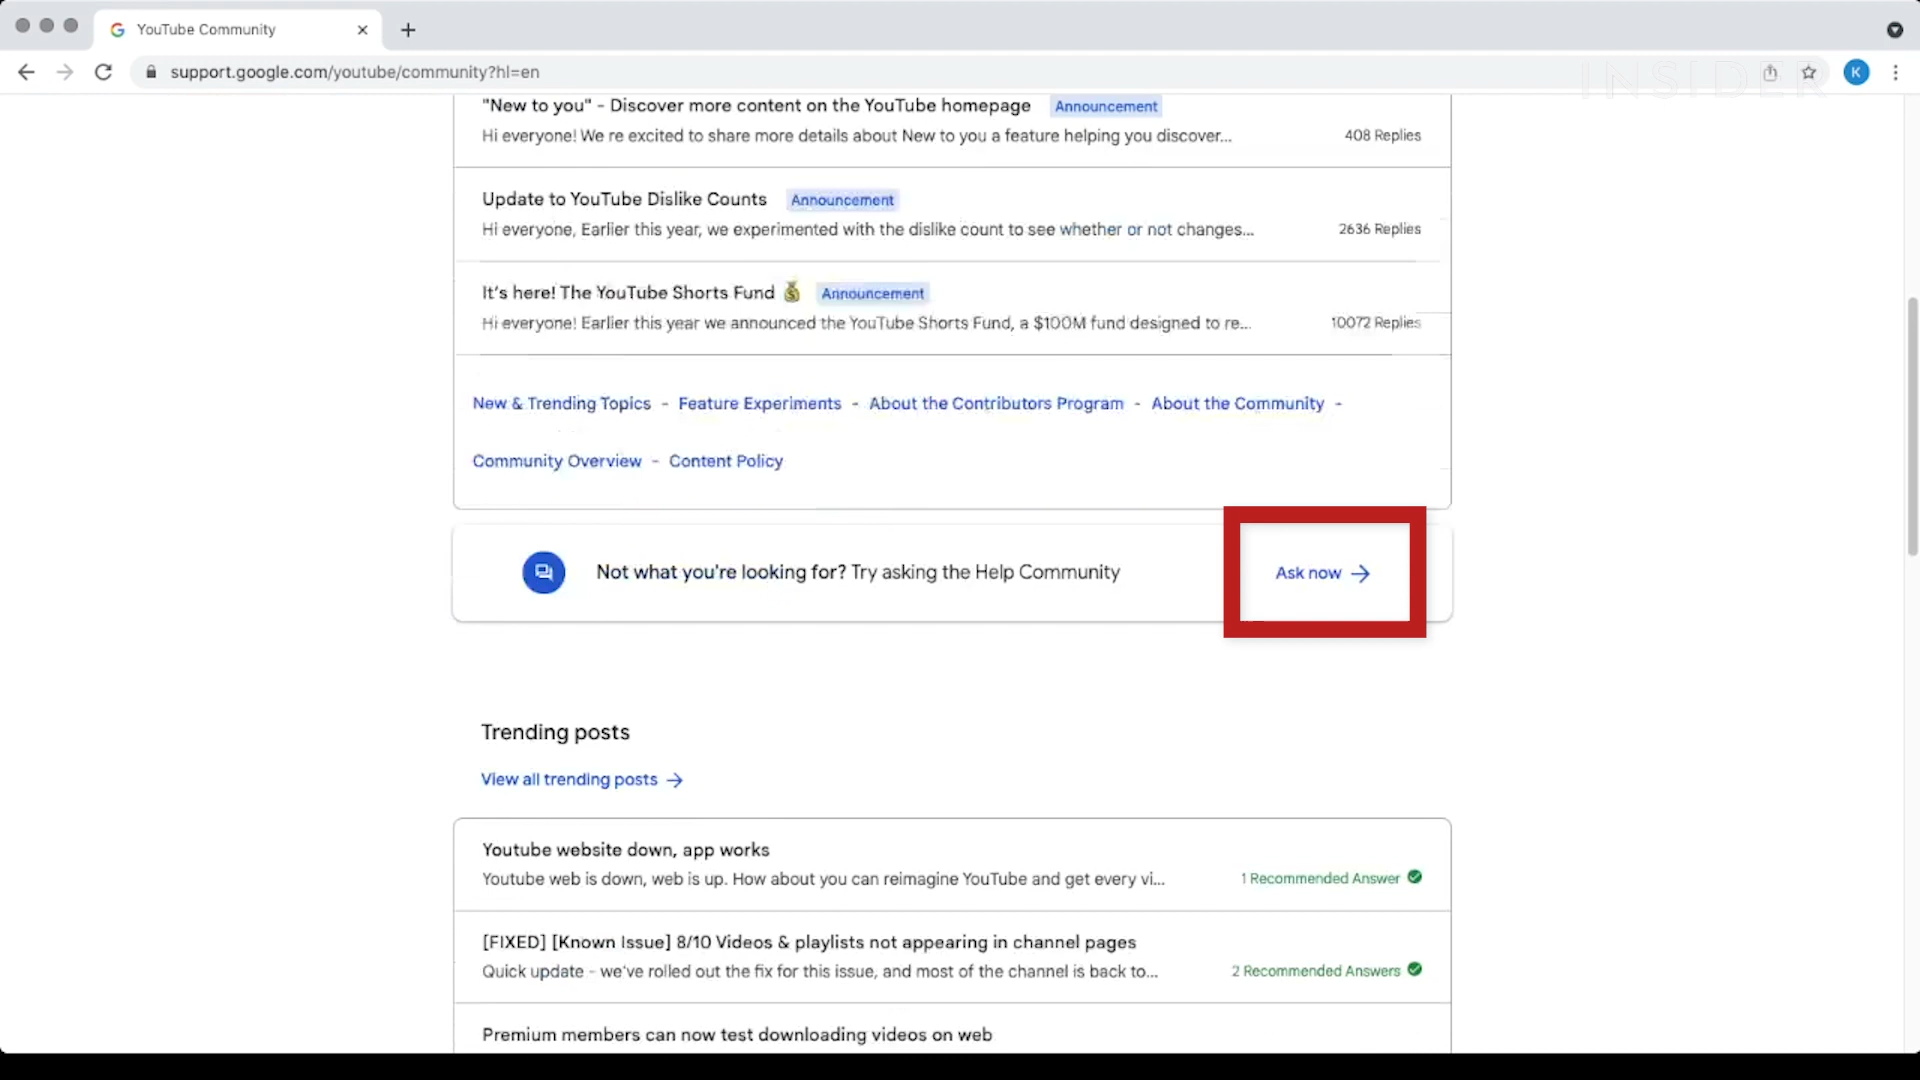 YouTube Community
support.google.com/youtube/community?hl=en
K
INSIDER
"New to you" - Discover more content on the YouTube homepage Announcement
Hi everyone! We re excited to share more details about New to you a feature helping you discover... 408 Replies
Update to YouTube Dislike Counts Announcement
Hi everyone, Earlier this year, we experimented with the dislike count to see whether or not changes... 2636 Replies
It's here! The YouTube Shorts Fund 💰 Announcement
Hi everyone! Earlier this year we announced the YouTube Shorts Fund, a $100M fund designed to re... 10072 Replies
New & Trending Topics - Feature Experiments - About the Contributors Program - About the Community -
Community Overview - Content Policy
Not what you're looking for? Try asking the Help Community Ask now →
Trending posts
View all trending posts →
Youtube website down, app works
Youtube web is down, web is up. How about you can reimagine YouTube and get every vi... 1 Recommended Answer
[FIXED] [Known Issue] 8/10 Videos & playlists not appearing in channel pages
Quick update - we've rolled out the fix for this issue, and most of the channel is back to... 2 Recommended Answers
Premium members can now test downloading videos on web